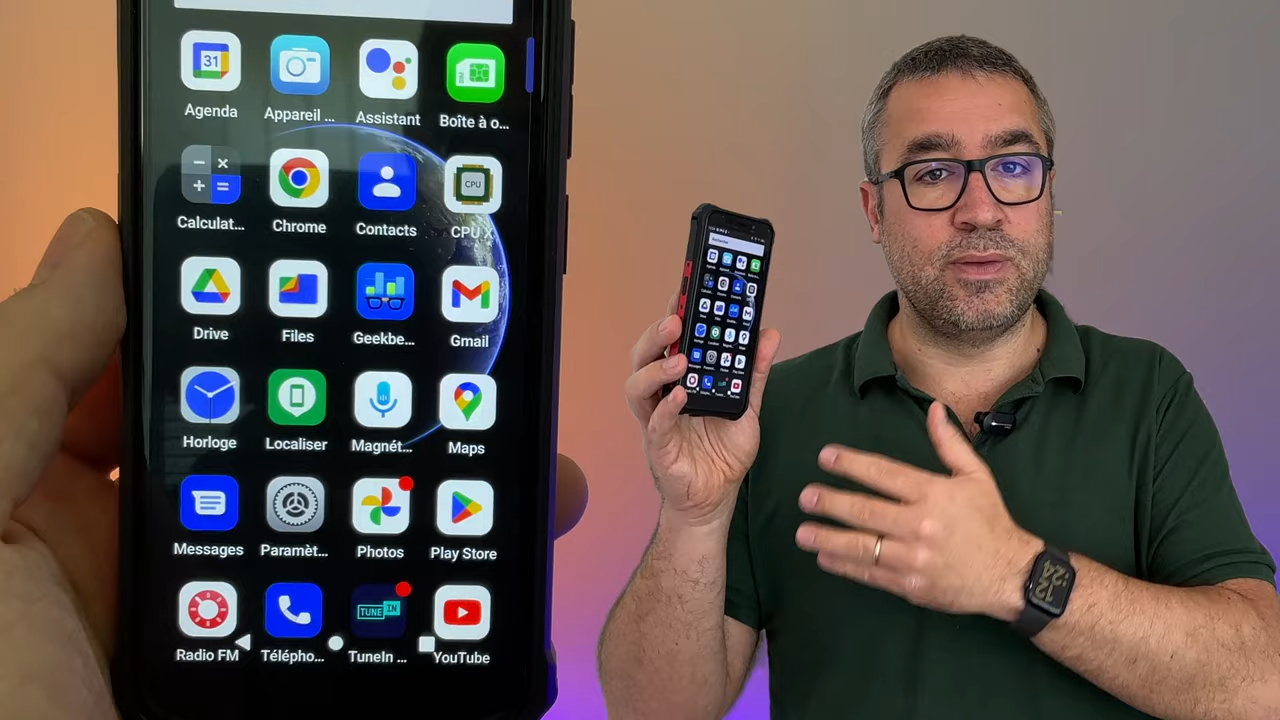 31
Agenda
Appareil ...
Assistant
Boîte à o...
CPU
Calculat...
Chrome
Contacts
CPU X
Drive
Files
Geekbe...
Gmail
Horloge
Localiser
Magnét...
Maps
Messages
Paramèt...
Photos
Play Store
TUNE IN
Radio FM
Télépho...
TuneIn ...
YouTube